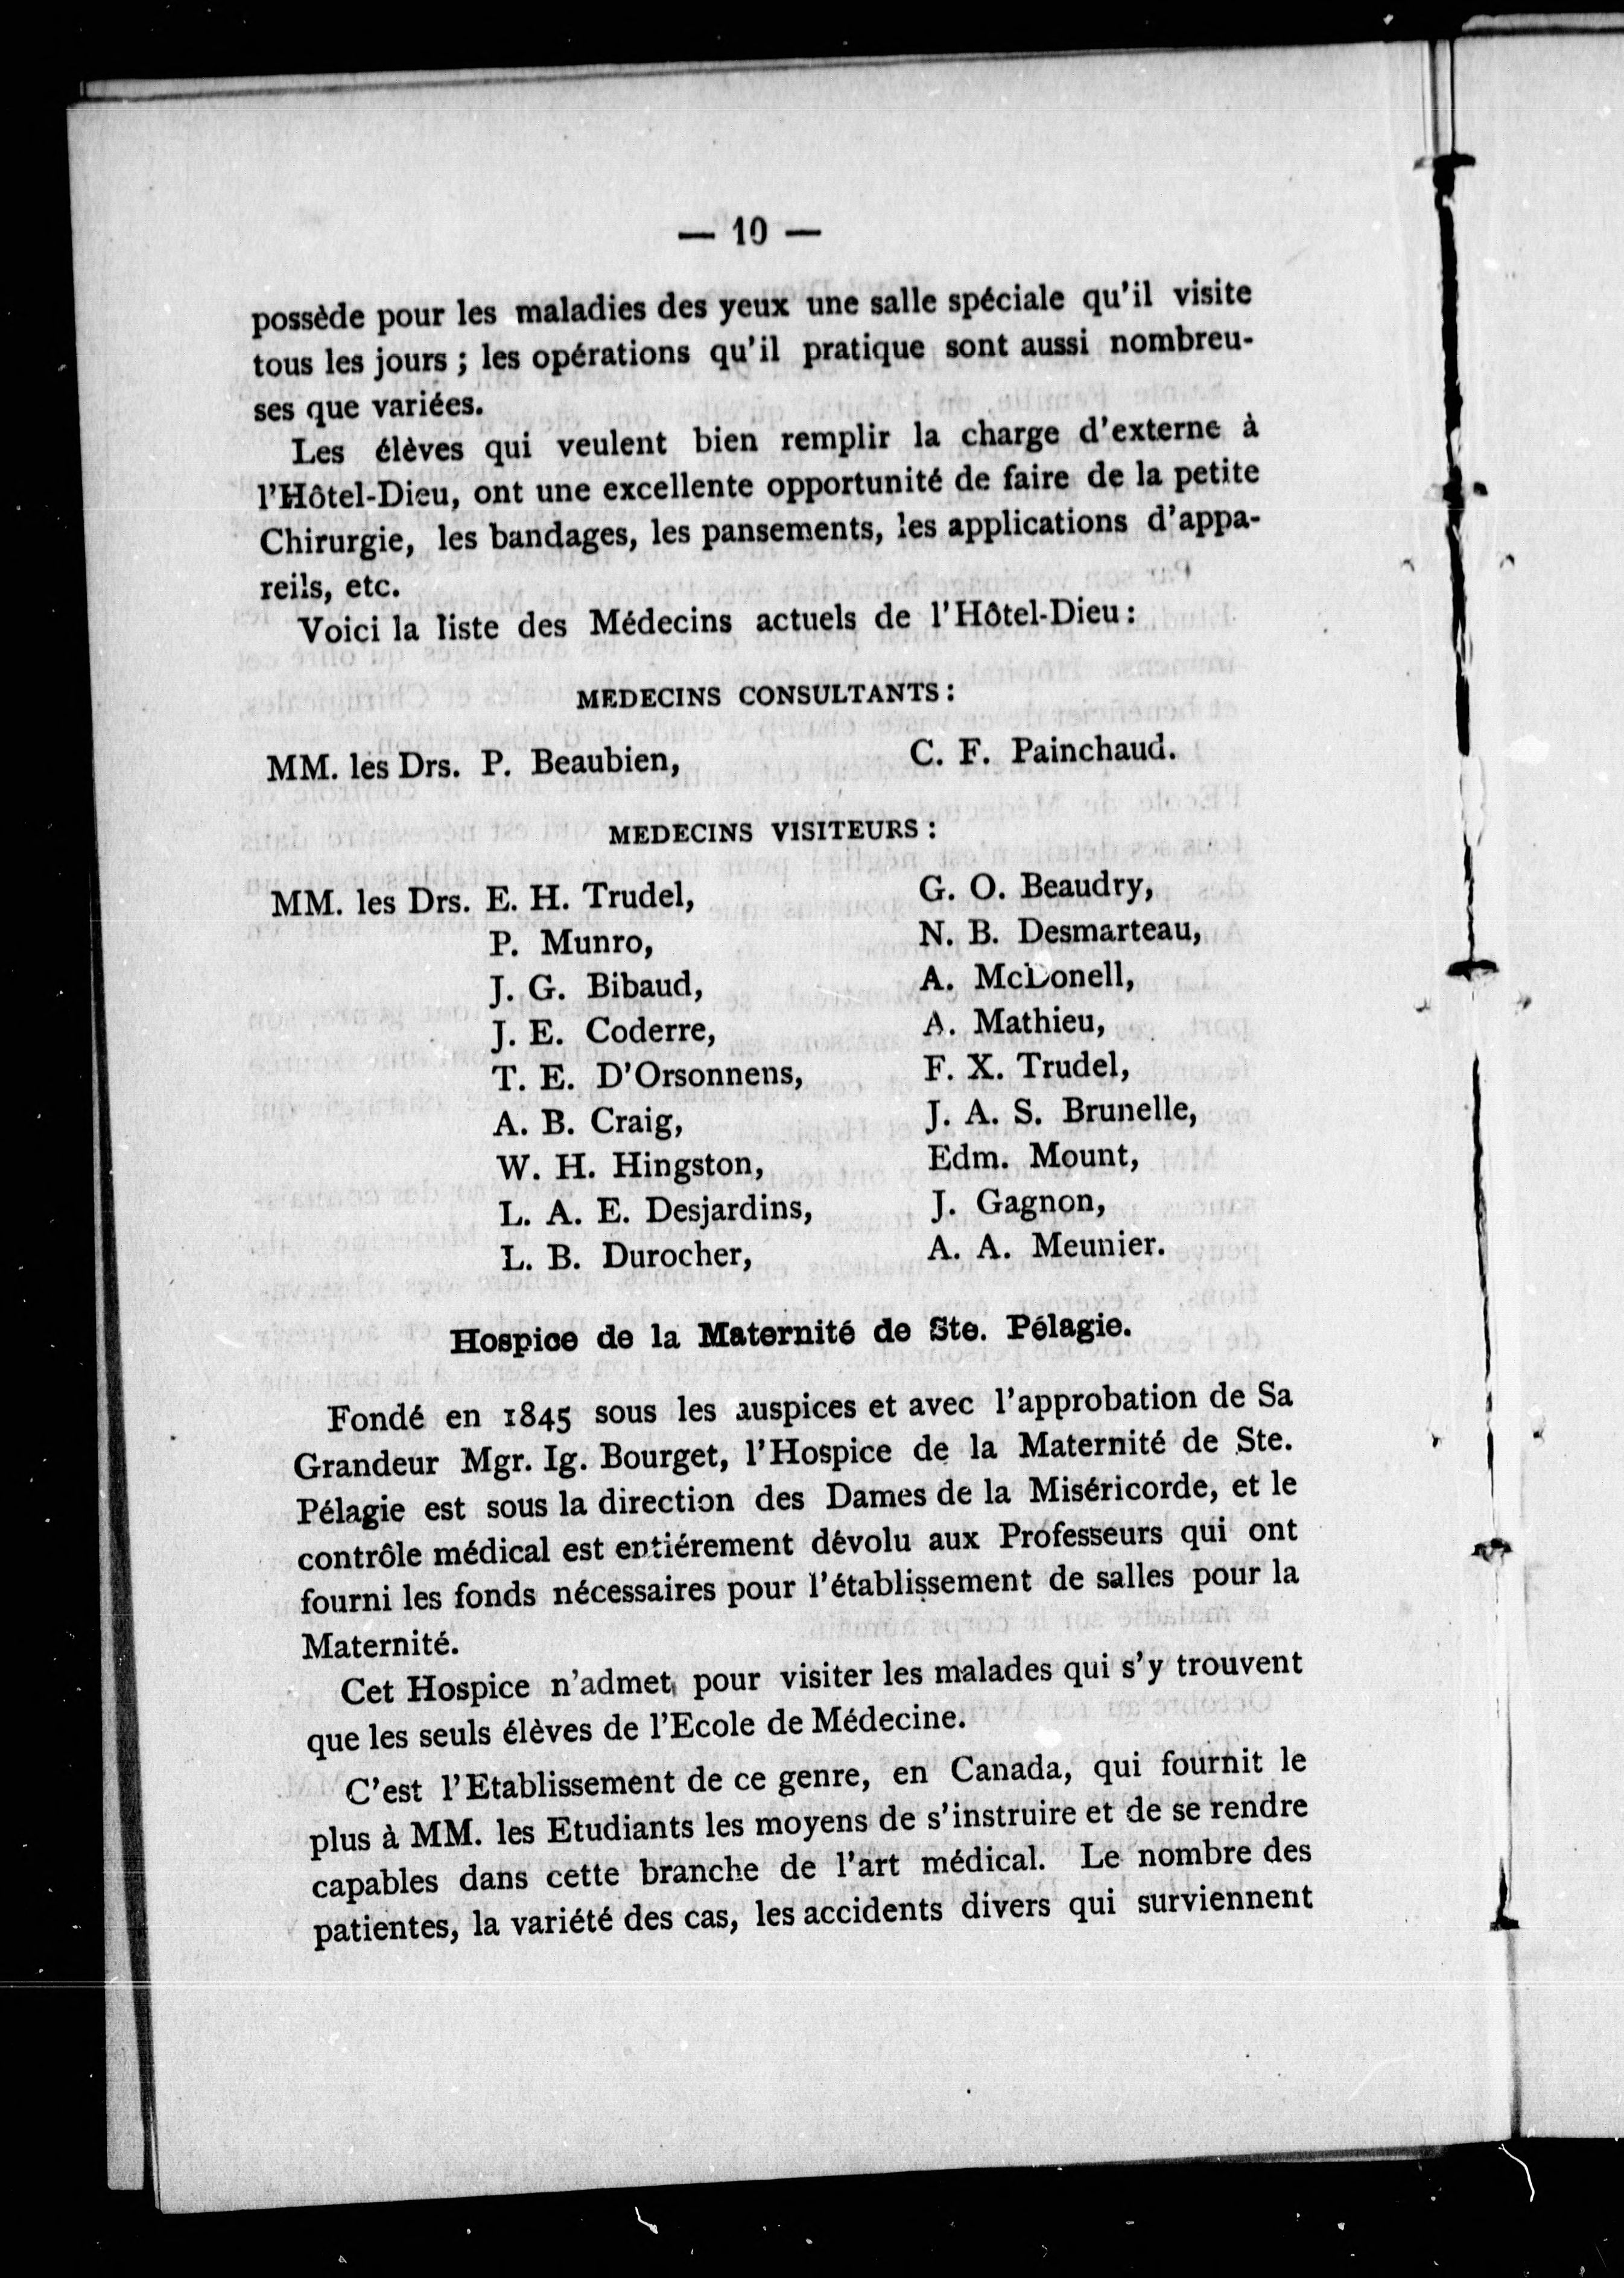 — 10 —
possède pour les maladies des yeux une salle spéciale qu'il visite
tous les jours ; les opérations qu'il pratique sont aussi nombreu-
ses que variées.
Les élèves qui veulent bien remplir la charge d'externe à
l'Hôtel-Dieu, ont une excellente opportunité de faire de la petite
Chirurgie, les bandages, les pansements, les applications d'appa-
reils, etc.
Voici la liste des Médecins actuels de l'Hôtel-Dieu :
MEDECINS CONSULTANTS :
MM. les Drs. P. Beaubien, C. F. Painchaud.
MEDECINS VISITEURS :
MM. les Drs. E. H. Trudel, G. O. Beaudry,
P. Munro, N. B. Desmarteau,
J. G. Bibaud, A. McDonell,
J. E. Coderre, A. Mathieu,
T. E. D'Orsonnens, F. X. Trudel,
A. B. Craig, J. A. S. Brunelle,
W. H. Hingston, Edm. Mount,
L. A. E. Desjardins, J. Gagnon,
L. B. Durocher, A. A. Meunier.
Hospice de la Maternité de Ste. Pélagie.
Fondé en 1845 sous les auspices et avec l'approbation de Sa
Grandeur Mgr. Ig. Bourget, l'Hospice de la Maternité de Ste.
Pélagie est sous la direction des Dames de la Miséricorde, et le
contrôle médical est entiérement dévolu aux Professeurs qui ont
fourni les fonds nécessaires pour l'établissement de salles pour la
Maternité.
Cet Hospice n'admet, pour visiter les malades qui s'y trouvent
que les seuls élèves de l'Ecole de Médecine.
C'est l'Etablissement de ce genre, en Canada, qui fournit le
plus à MM. les Etudiants les moyens de s'instruire et de se rendre
capables dans cette branche de l'art médical. Le nombre des
patientes, la variété des cas, les accidents divers qui surviennent